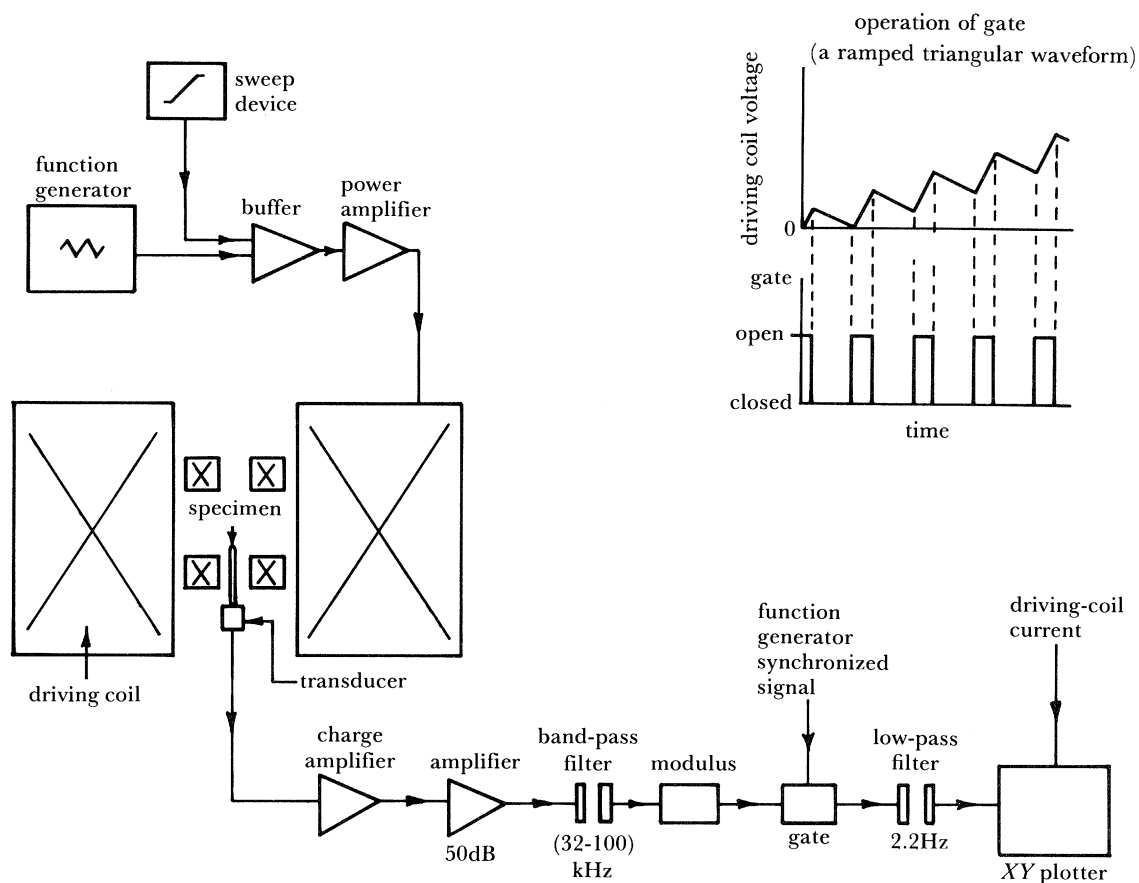 operation of gate
(a ramped triangular waveform)
sweep
device
function
generator
buffer
power
amplifier
driving coil voltage
0
gate
open
closed
time
specimen
driving coil
transducer
charge
amplifier
amplifier
50dB
band-pass
filter
(32-100)
kHz
modulus
function
generator
synchronized
signal
gate
low-pass
filter
2.2Hz
driving-coil
current
XY plotter